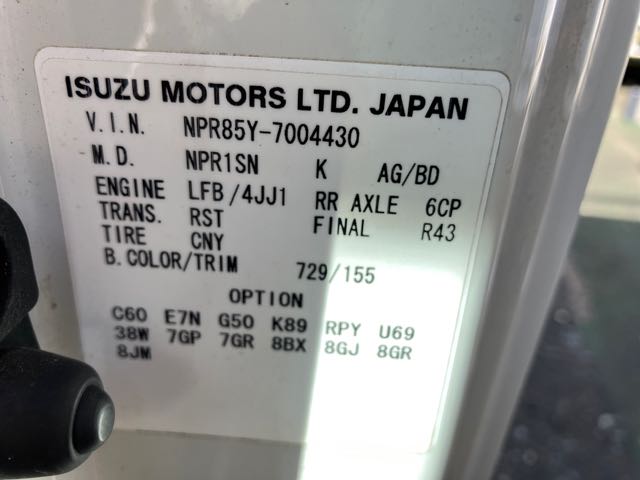 ISUZU MOTORS LTD. JAPAN
V.I.N. NPR85Y-7004430
M.D. NPR1SN K AG/BD
ENGINE LFB/4JJ1 RR AXLE 6CP
TRANS. RST FINAL R43
TIRE CNY
B.COLOR/TRIM 729/155
OPTION
C60 E7N G50 K89 RPY U69
38W 7GP 7GR 8BX 8GJ 8GR
8JM